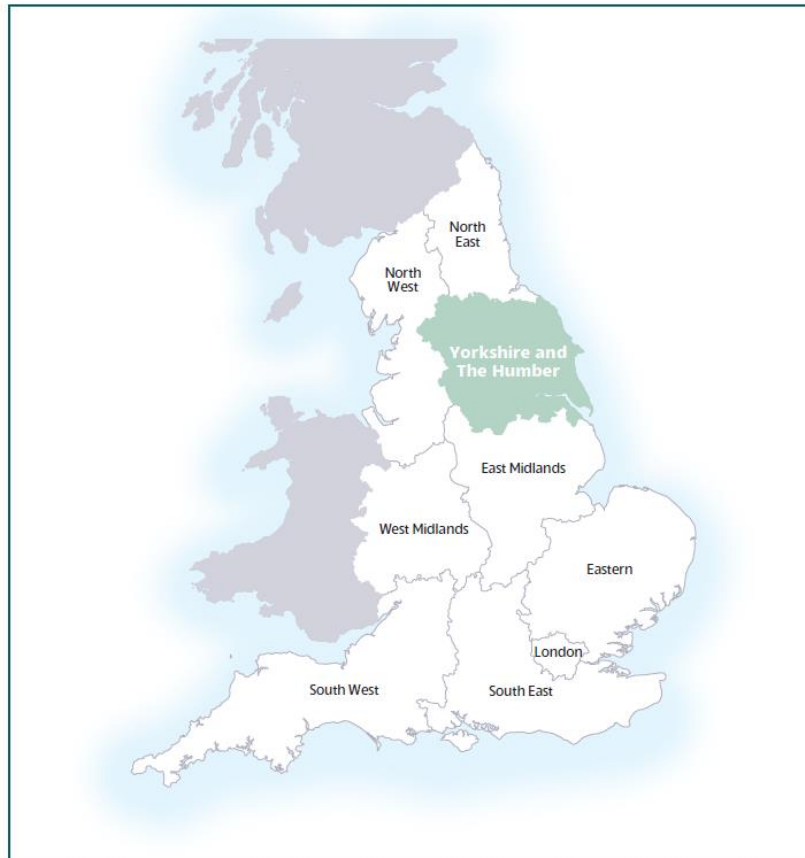 North
East
North
West
Yorkshire and
The Humber
East Midlands
West Midlands
Eastern
London
South West
South East